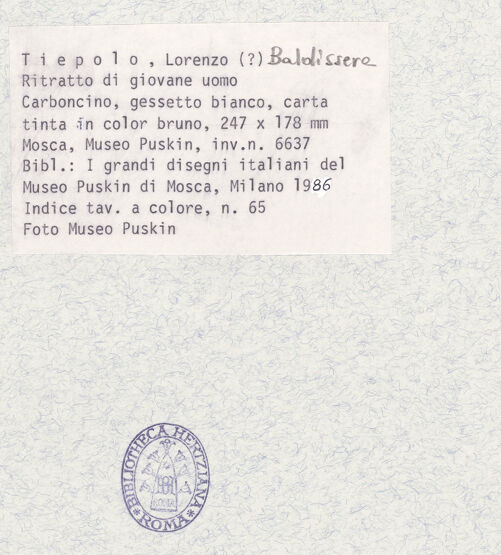 T i e p o l o , Lorenzo (?) Baldissera
Ritratto di giovane uomo
Carboncino, gessetto bianco, carta
tinta in color bruno, 247 x 178 mm
Mosca, Museo Puskin, inv.n. 6637
Bibl.: I grandi disegni italiani del
Museo Puskin di Mosca, Milano 1986
Indice tav. a colore, n. 65
Foto Museo Puskin
BIBLIOTHECA HERTZIANA
ROMA